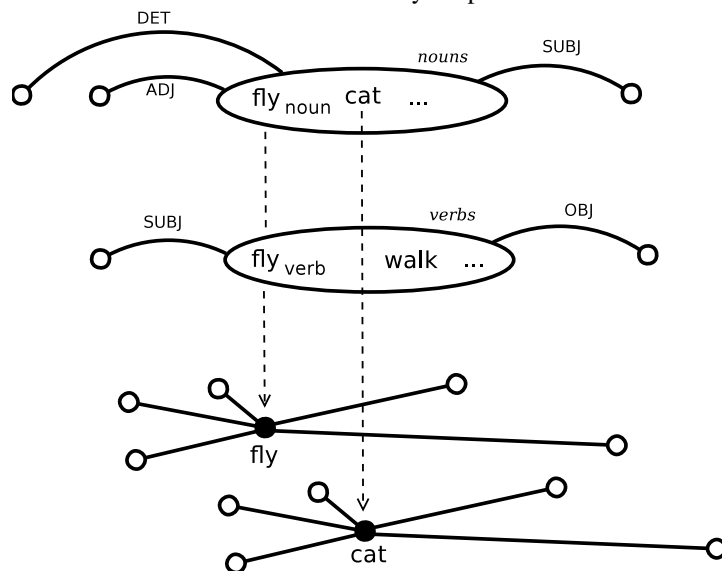 DET
nouns SUBJ
ADJ
fly noun cat ...
verbs
SUBJ OBJ
fly verb walk ...
fly
cat